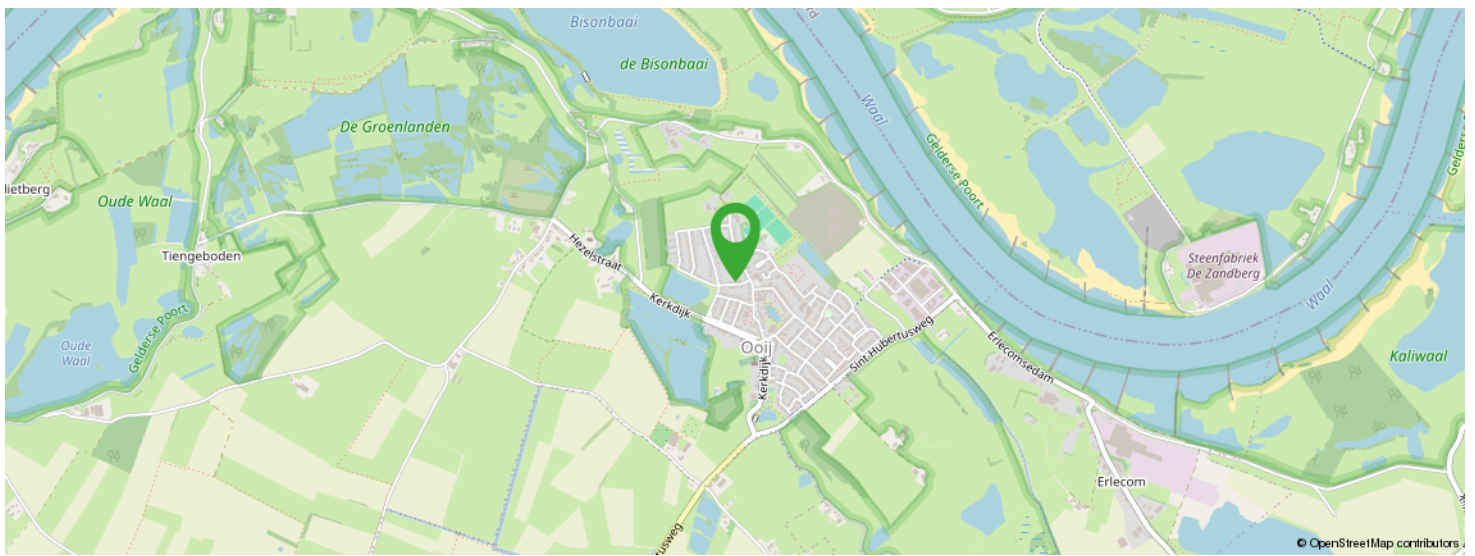 Bisonbaai
de Bisonbaai
De Groenlanden
Waal
Gelderse Poort
Oude Waal
Tiengeboden
Hezelstraat
Steenfabriek
De Zandberg
Waal
Kerkdijk
Gelderse Poort
Oude
Waal
Ooij
Kerkdijk
Sint Hubertusweg
Erlecomsedam
Kaliwaal
Erlecom
© OpenStreetMap contributors